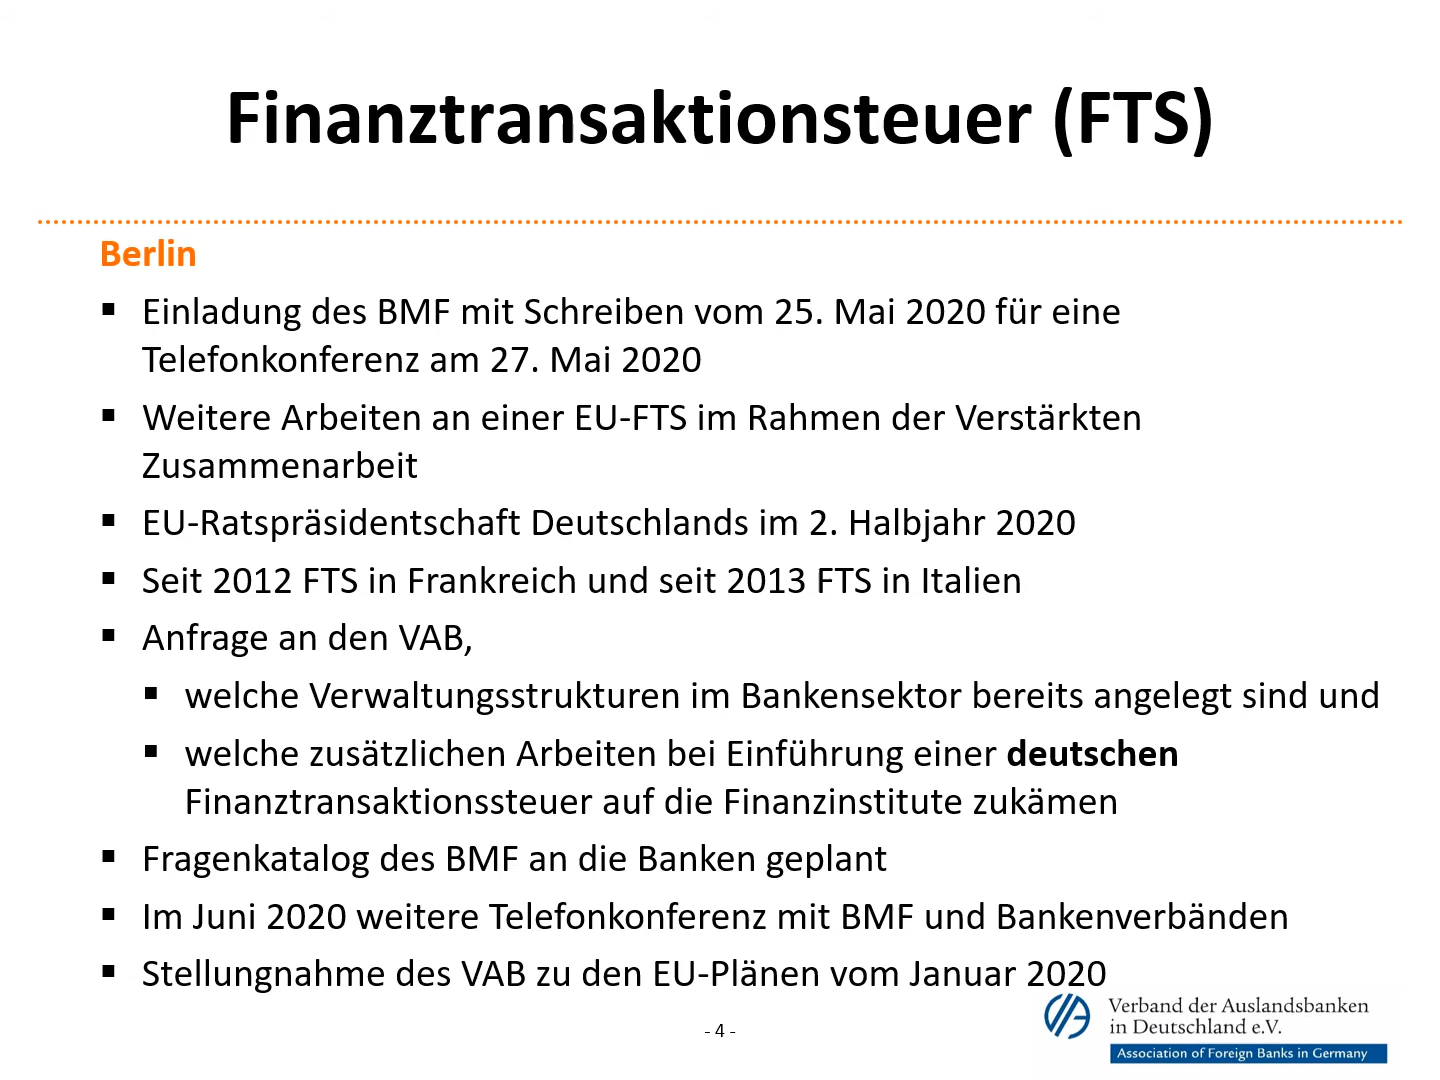 Finanztransaktionsteuer (FTS)
Berlin
▪ Einladung des BMF mit Schreiben vom 25. Mai 2020 für eine
Telefonkonferenz am 27. Mai 2020
▪ Weitere Arbeiten an einer EU-FTS im Rahmen der Verstärkten
Zusammenarbeit
▪ EU-Ratspräsidentschaft Deutschlands im 2. Halbjahr 2020
▪ Seit 2012 FTS in Frankreich und seit 2013 FTS in Italien
▪ Anfrage an den VAB,
▪ welche Verwaltungsstrukturen im Bankensektor bereits angelegt sind und
▪ welche zusätzlichen Arbeiten bei Einführung einer deutschen
Finanztransaktionssteuer auf die Finanzinstitute zukämen
▪ Fragenkatalog des BMF an die Banken geplant
▪ Im Juni 2020 weitere Telefonkonferenz mit BMF und Bankenverbänden
▪ Stellungnahme des VAB zu den EU-Plänen vom Januar 2020
- 4 -
Verband der Auslandsbanken
in Deutschland e.V.
Association of Foreign Banks in Germany